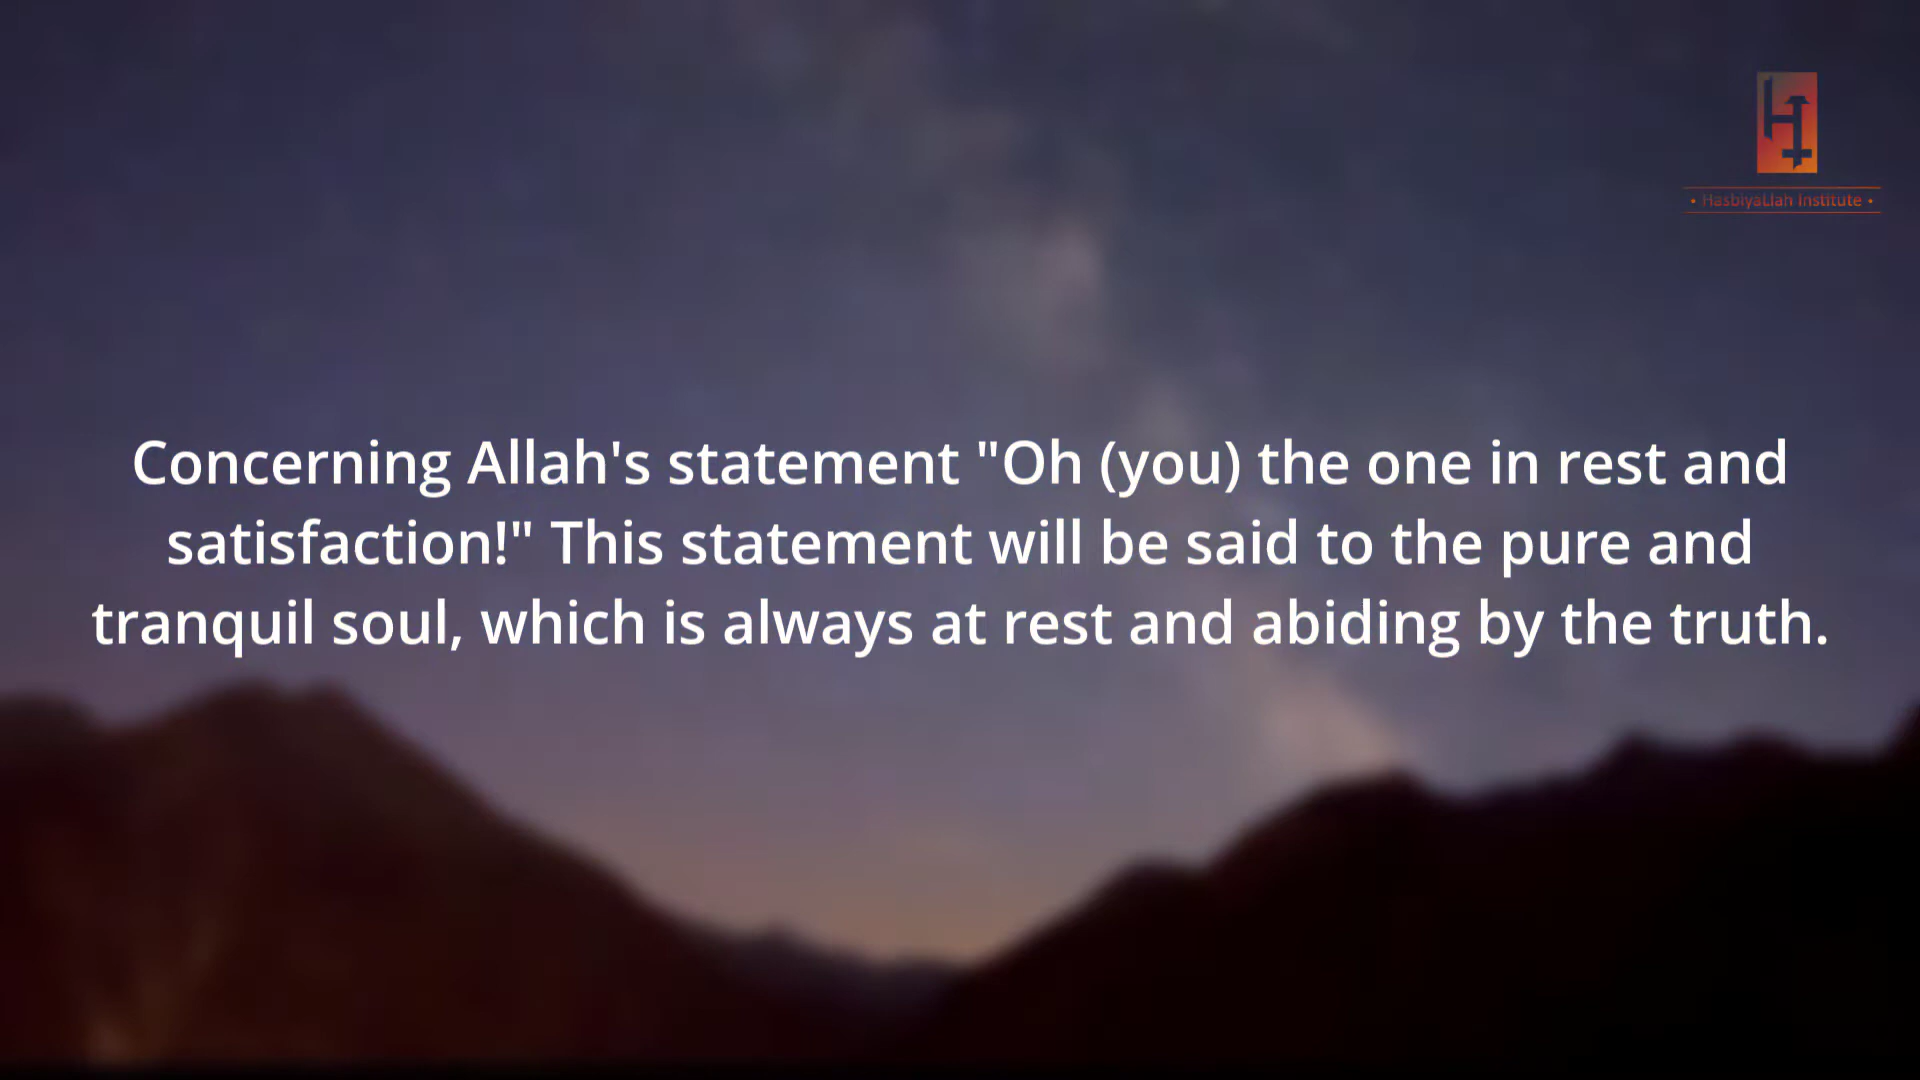 • HasbiyaLlah Institute •
Concerning Allah's statement "Oh (you) the one in rest and
satisfaction!" This statement will be said to the pure and
tranquil soul, which is always at rest and abiding by the truth.